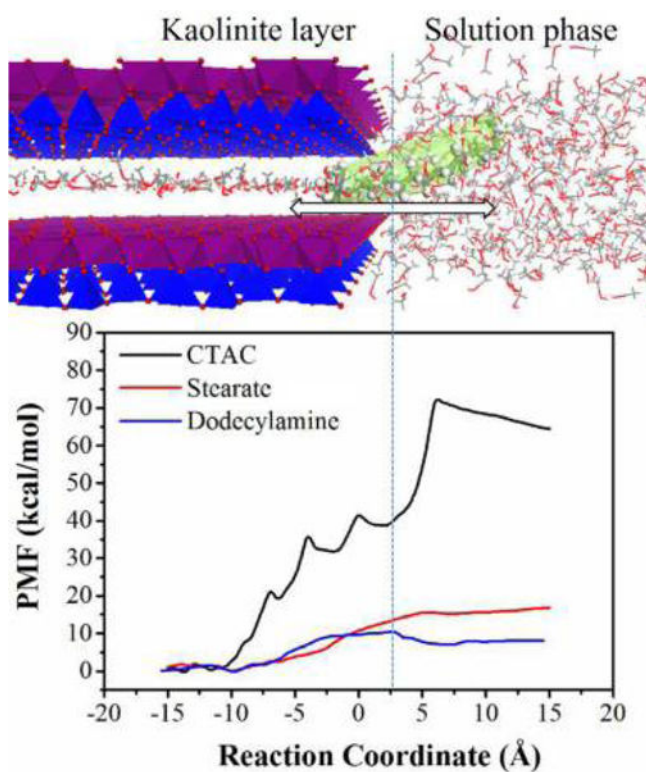 Kaolinite layer Solution phase
90
CTAC
80
Stearate
70
Dodecylamine
60
50
40
30
20
10
0
PMF (kcal/mol)
-20 -15 -10 -5 0 5 10 15 20
Reaction Coordinate (Å)